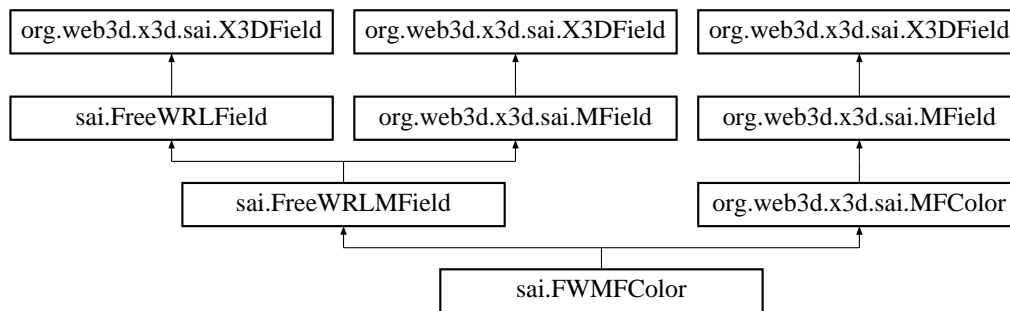 org.web3d.x3d.sai.X3DField org.web3d.x3d.sai.X3DField org.web3d.x3d.sai.X3DField
sai.FreeWRLField org.web3d.x3d.sai.MField org.web3d.x3d.sai.MField
sai.FreeWRLMField org.web3d.x3d.sai.MFColor
sai.FWMFColor